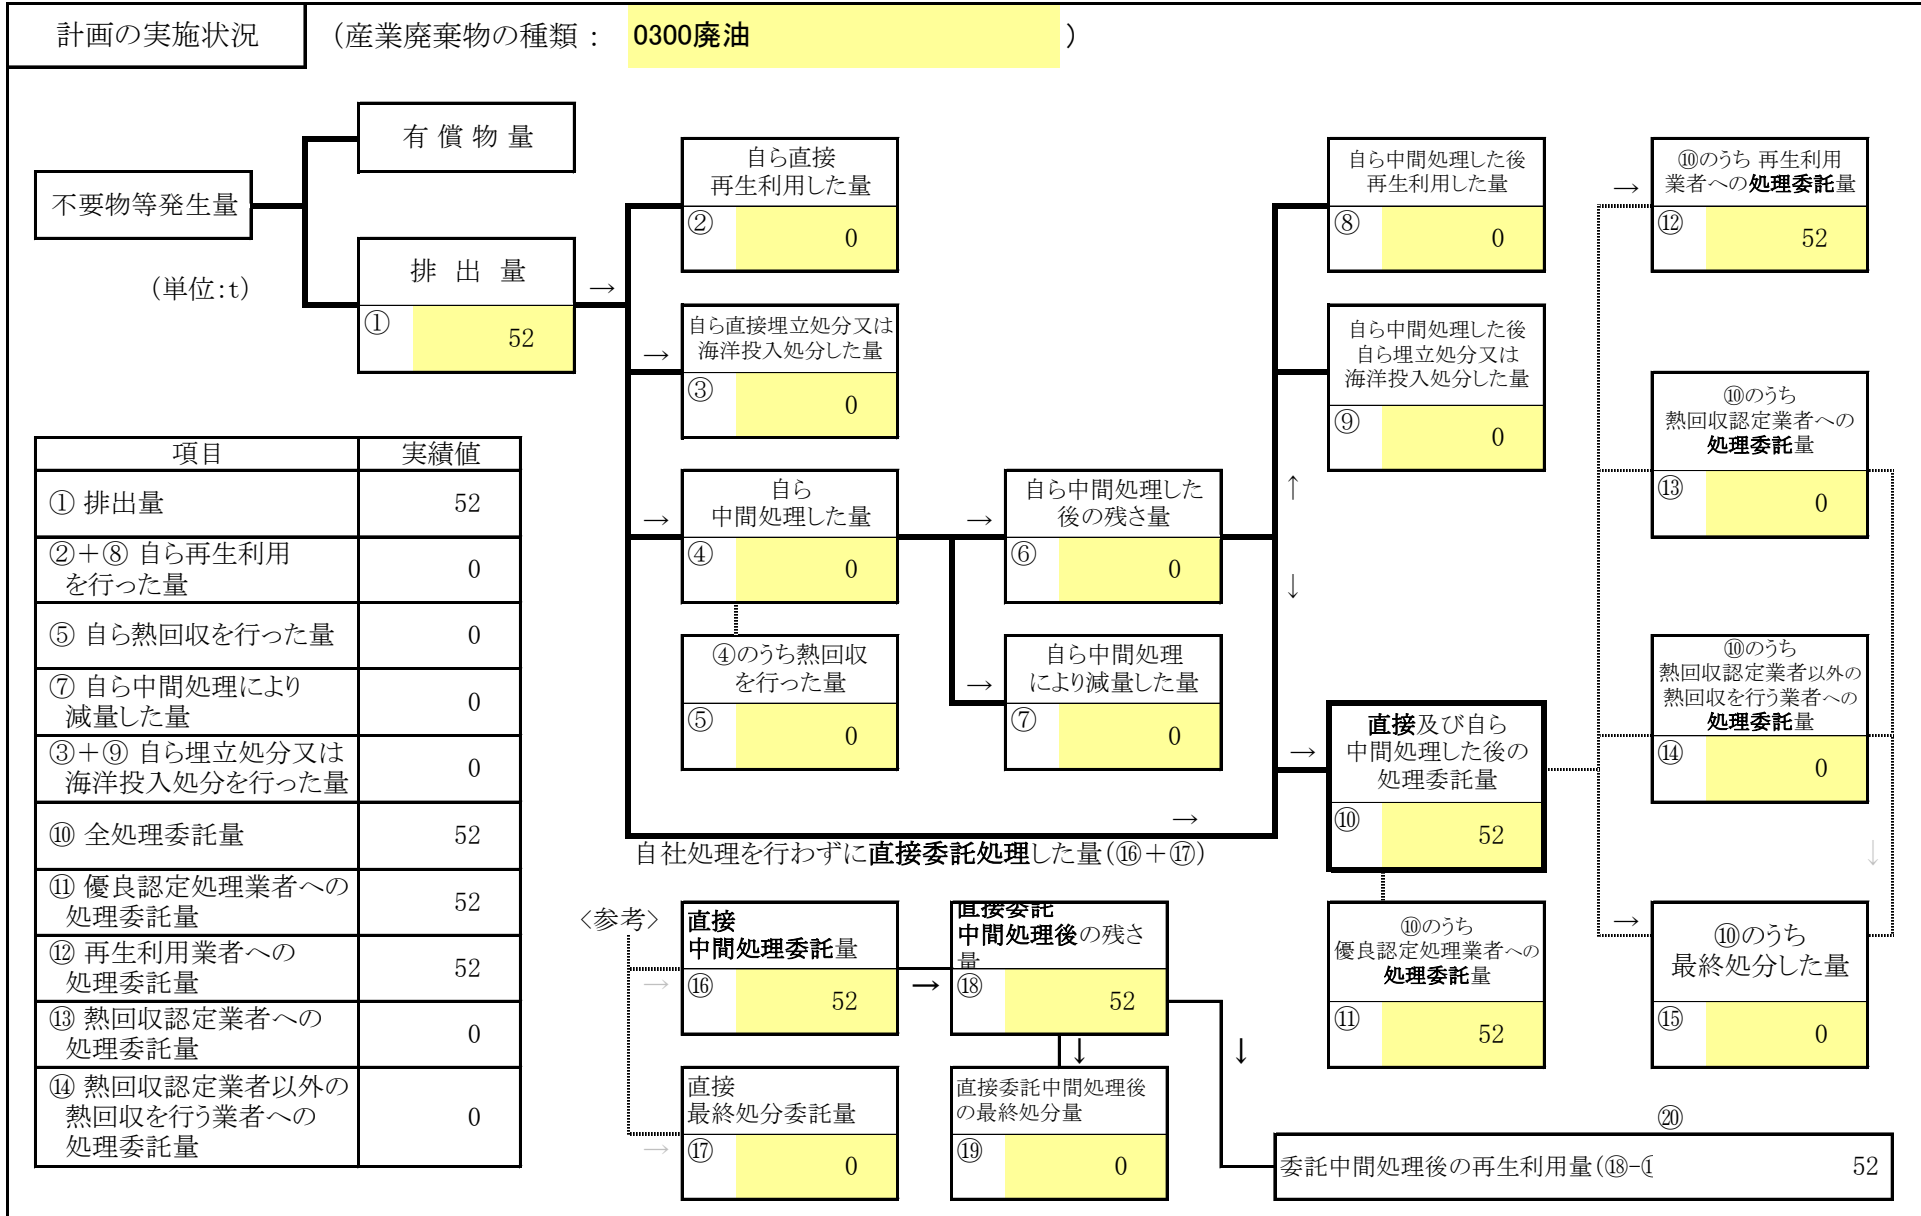 計画の実施状況
（産業廃棄物の種類： 0300廃油 ）
有償物量
不要物等発生量
(単位:t)
排出量
①
52
→
自ら直接
再生利用した量
②
0
→
自ら直接埋立処分又は
海洋投入処分した量
③
0
→
自ら
中間処理した量
④
0
④のうち熱回収
を行った量
⑤
0
→
自ら中間処理した
後の残さ量
⑥
0
→
自ら中間処理
により減量した量
⑦
0
自ら中間処理した後
再生利用した量
⑧
0
自ら中間処理した後
自ら埋立処分又は
海洋投入処分した量
⑨
0
↑
↓
→
直接及び自ら
中間処理した後の
処理委託量
⑩
52
→
自社処理を行わずに直接委託処理した量(⑯＋⑰)
⑩のうち
優良認定処理業者への
処理委託量
⑪
52
→
⑩のうち 再生利用
業者への処理委託量
⑫
52
⑩のうち
熱回収認定業者への
処理委託量
⑬
0
⑩のうち
熱回収認定業者以外の
熱回収を行う業者への
処理委託量
⑭
0
↓
→
⑩のうち
最終処分した量
⑮
0
項目 実績値
① 排出量 52
②＋⑧ 自ら再生利用
を行った量 0
⑤ 自ら熱回収を行った量 0
⑦ 自ら中間処理により
減量した量 0
③＋⑨ 自ら埋立処分又は
海洋投入処分を行った量 0
⑩ 全処理委託量 52
⑪ 優良認定処理業者への
処理委託量 52
⑫ 再生利用業者への
処理委託量 52
⑬ 熱回収認定業者への
処理委託量 0
⑭ 熱回収認定業者以外の
熱回収を行う業者への
処理委託量 0
〈参考〉
→
直接
中間処理委託量
⑯
52
→
直接委託
中間処理後の残さ
量
⑱
52
→
直接
最終処分委託量
⑰
0
↓
直接委託中間処理後
の最終処分量
⑲
0
↓
⑳
委託中間処理後の再生利用量(⑱-
52